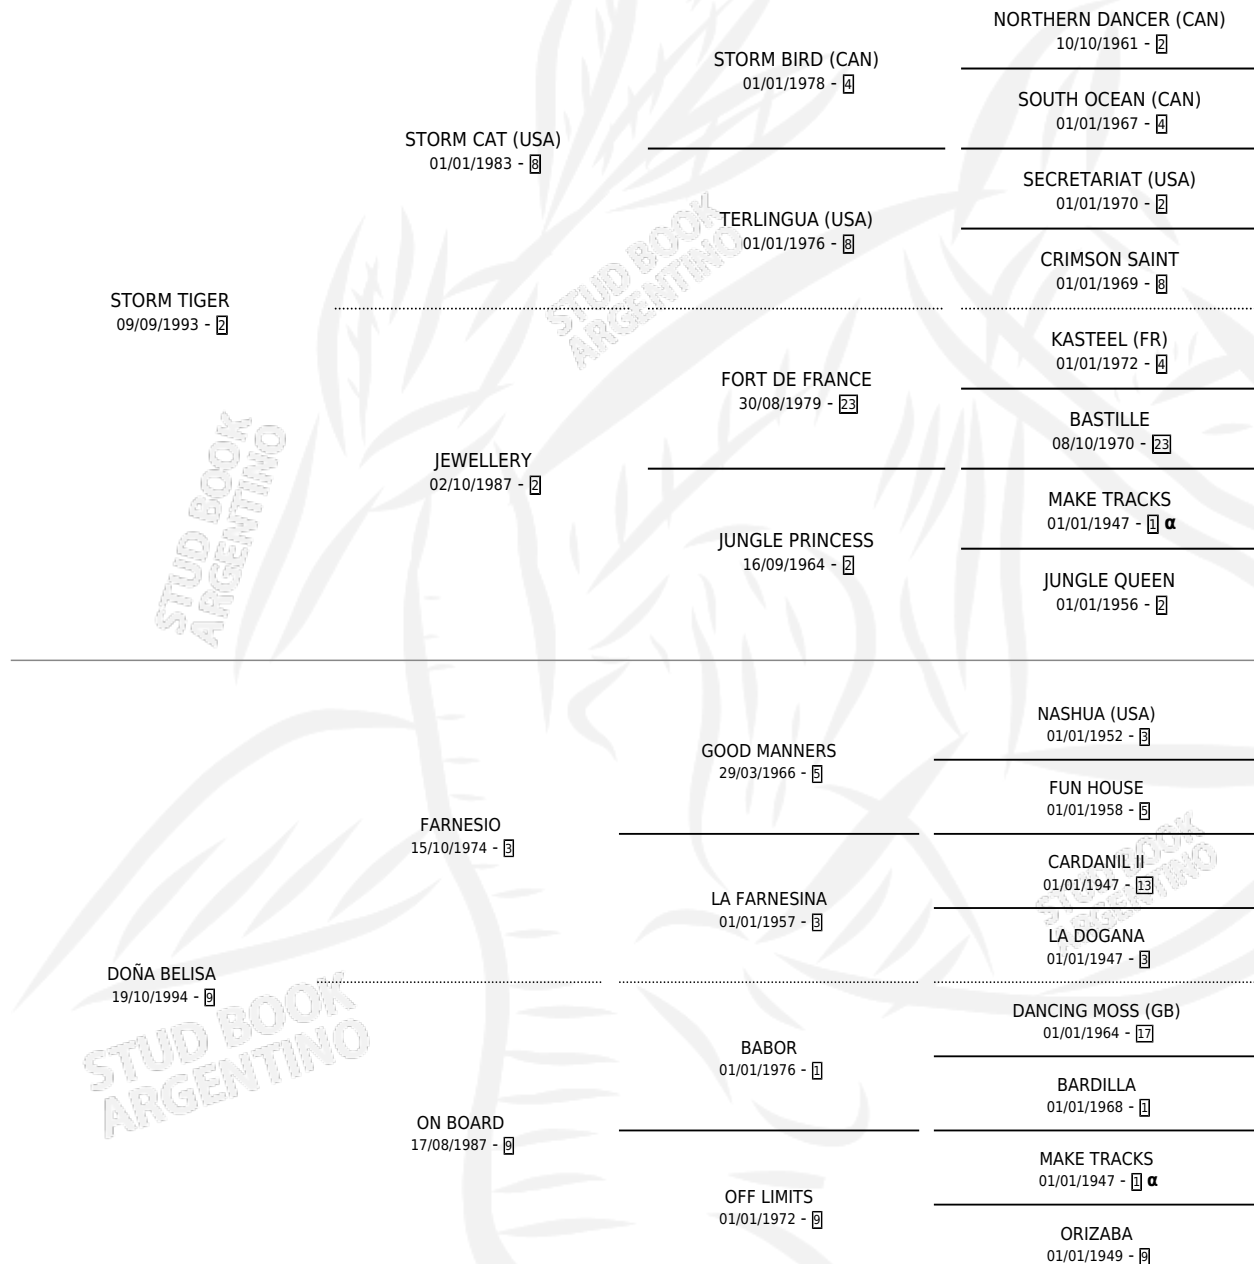 NORTHERN DANCER (CAN)
10/10/1961 - 2
STORM BIRD (CAN)
01/01/1978 - 4
SOUTH OCEAN (CAN)
01/01/1967 - 4
STORM CAT (USA)
01/01/1983 - 8
SECRETARIAT (USA)
01/01/1970 - 2
TERLINGUA (USA)
01/01/1976 - 8
CRIMSON SAINT
01/01/1969 - 8
STORM TIGER
09/09/1993 - 2
KASTEEL (FR)
01/01/1972 - 4
FORT DE FRANCE
30/08/1979 - 23
BASTILLE
08/10/1970 - 23
JEWELLERY
02/10/1987 - 2
MAKE TRACKS
01/01/1947 - 1 α
JUNGLE PRINCESS
16/09/1964 - 2
JUNGLE QUEEN
01/01/1956 - 2
NASHUA (USA)
01/01/1952 - 3
GOOD MANNERS
29/03/1966 - 5
FUN HOUSE
01/01/1958 - 5
FARNESIO
15/10/1974 - 3
CARDANIL II
01/01/1947 - 13
LA FARNESINA
01/01/1957 - 3
LA DOGANA
01/01/1947 - 3
DOÑA BELISA
19/10/1994 - 9
DANCING MOSS (GB)
01/01/1964 - 17
BABOR
01/01/1976 - 1
BARDILLA
01/01/1968 - 1
ON BOARD
17/08/1987 - 9
MAKE TRACKS
01/01/1947 - 1 α
OFF LIMITS
01/01/1972 - 9
ORIZABA
01/01/1949 - 9
STUD BOOK
ARGENTINO
STUD BOOK
ARGENTINO
STUD BOOK
ARGENTINO
STUD BOOK
ARGENTINO